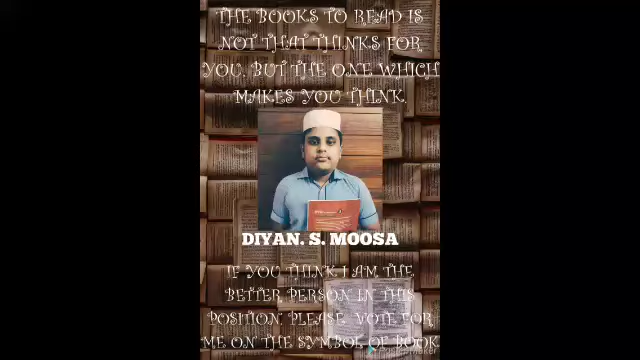 THE BOOKS TO READ IS
NOT THAT THINKS FOR
YOU. BUT THE ONE WHICH
MAKES YOU THINK.
DIYAN. S. MOOSA
IF YOU THINK I AM THE
BETTER PERSON IN THIS
POSITION. PLEASE VOTE FOR
ME ON THE SYMBOL OF BOOK